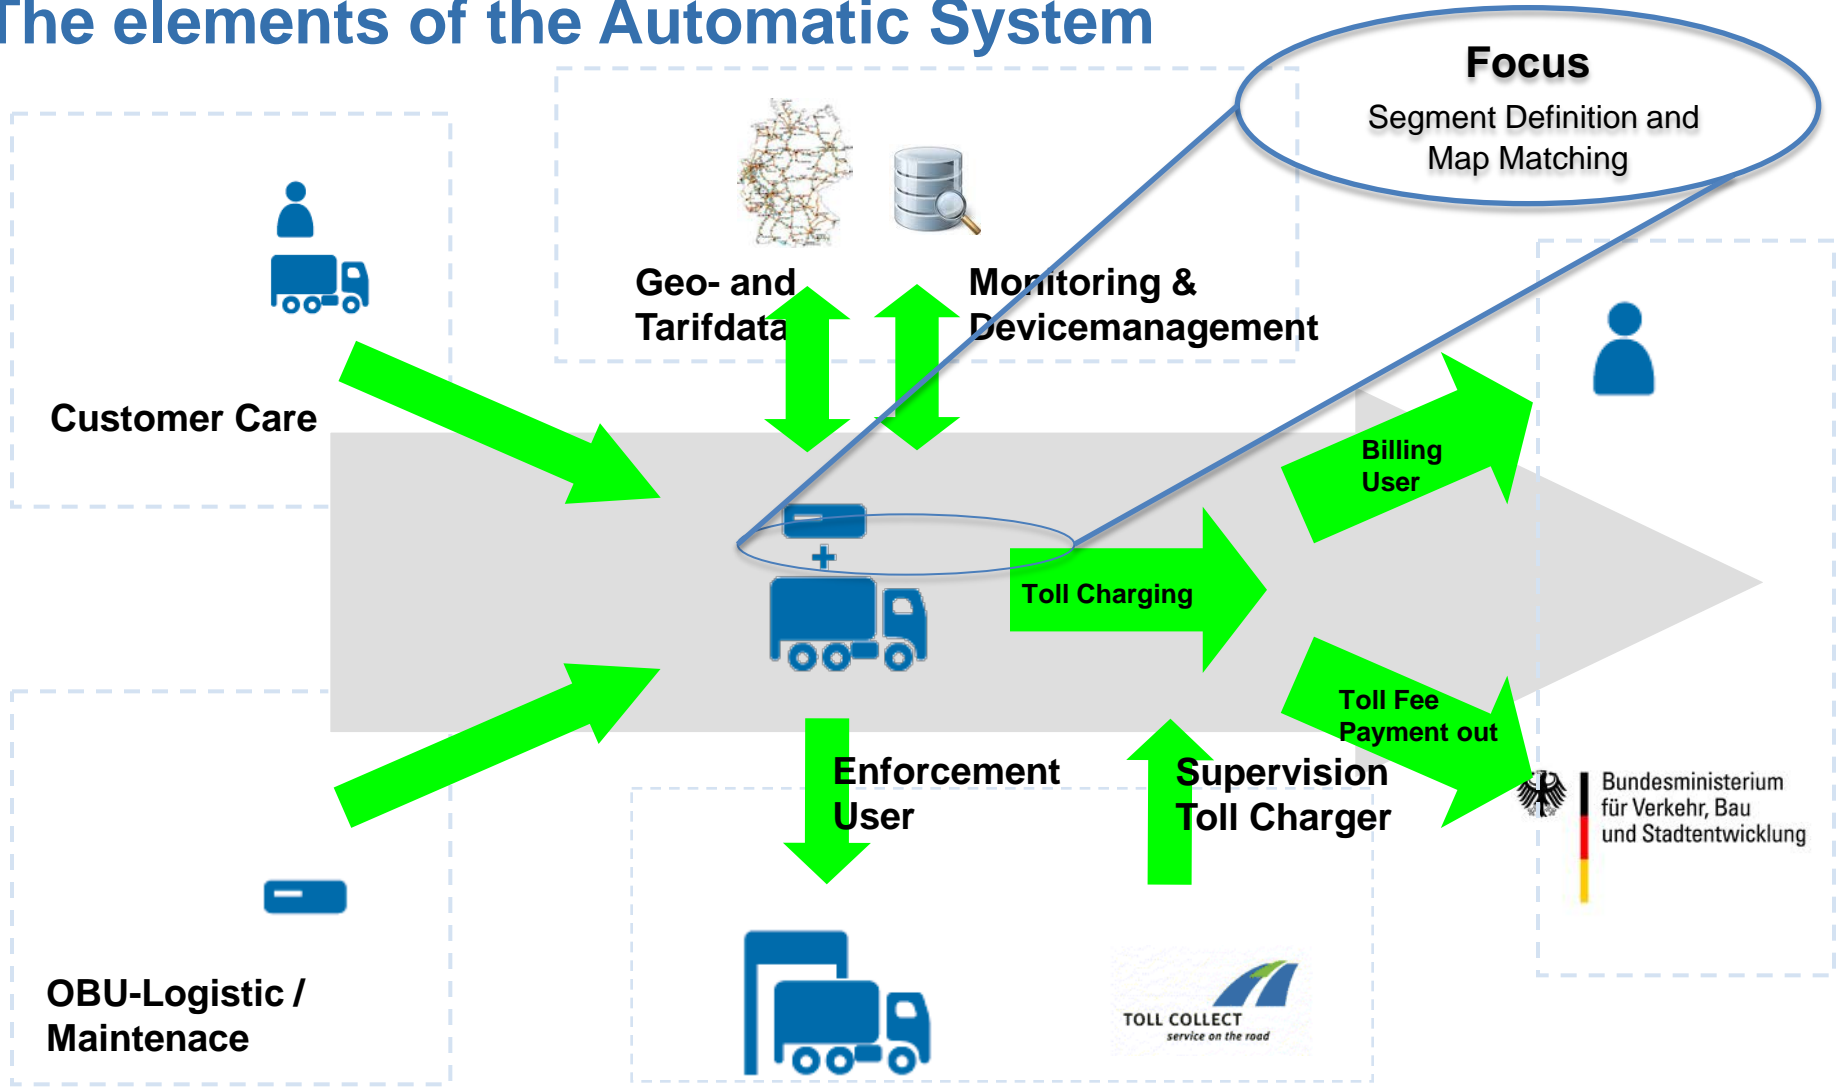 The elements of the Automatic System
Focus
Segment Definition and
Map Matching
Geo- and
Tarifdata
Monitoring &
Devicemanagement
Customer Care
Billing
User
Toll Charging
Toll Fee
Payment out
Enforcement
User
Supervision
Toll Charger
Bundesministerium
für Verkehr, Bau
und Stadtentwicklung
OBU-Logistic /
Maintenace
TOLL COLLECT
service on the road